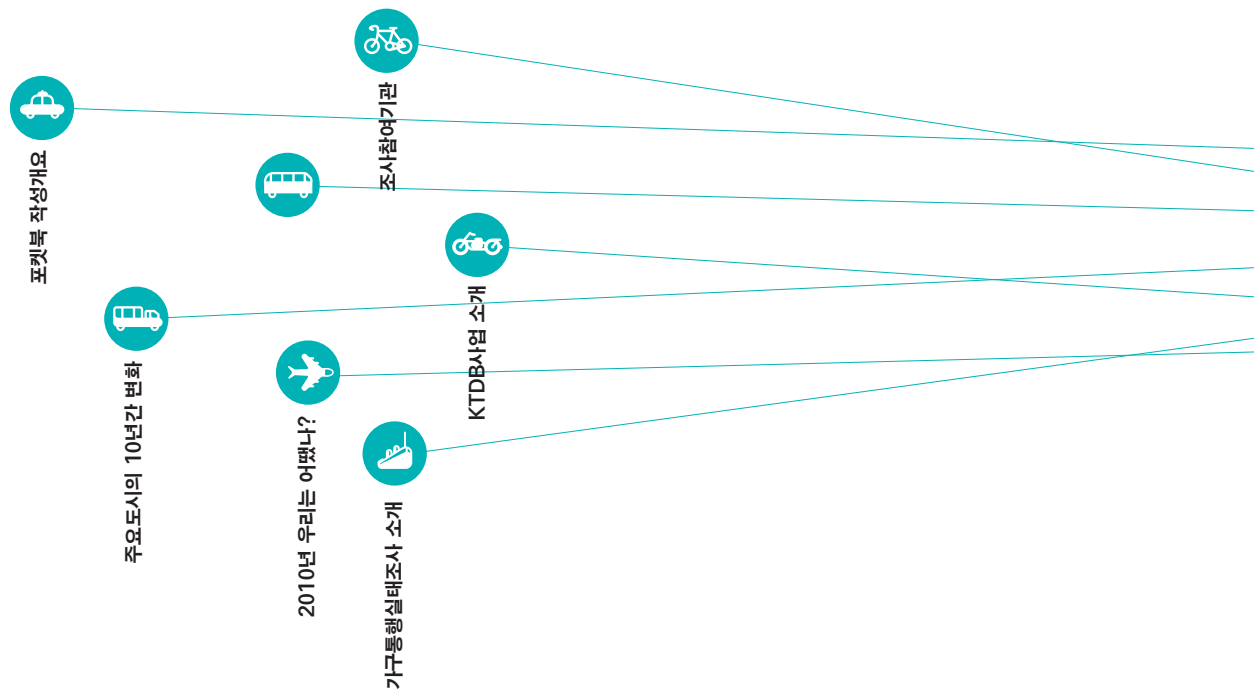 포켓북 작성개요
주요도시의 10년간 변화
2010년 우리는 어땠나?
가구통행실태조사 소개
조사참여기관
KTDB사업 소개